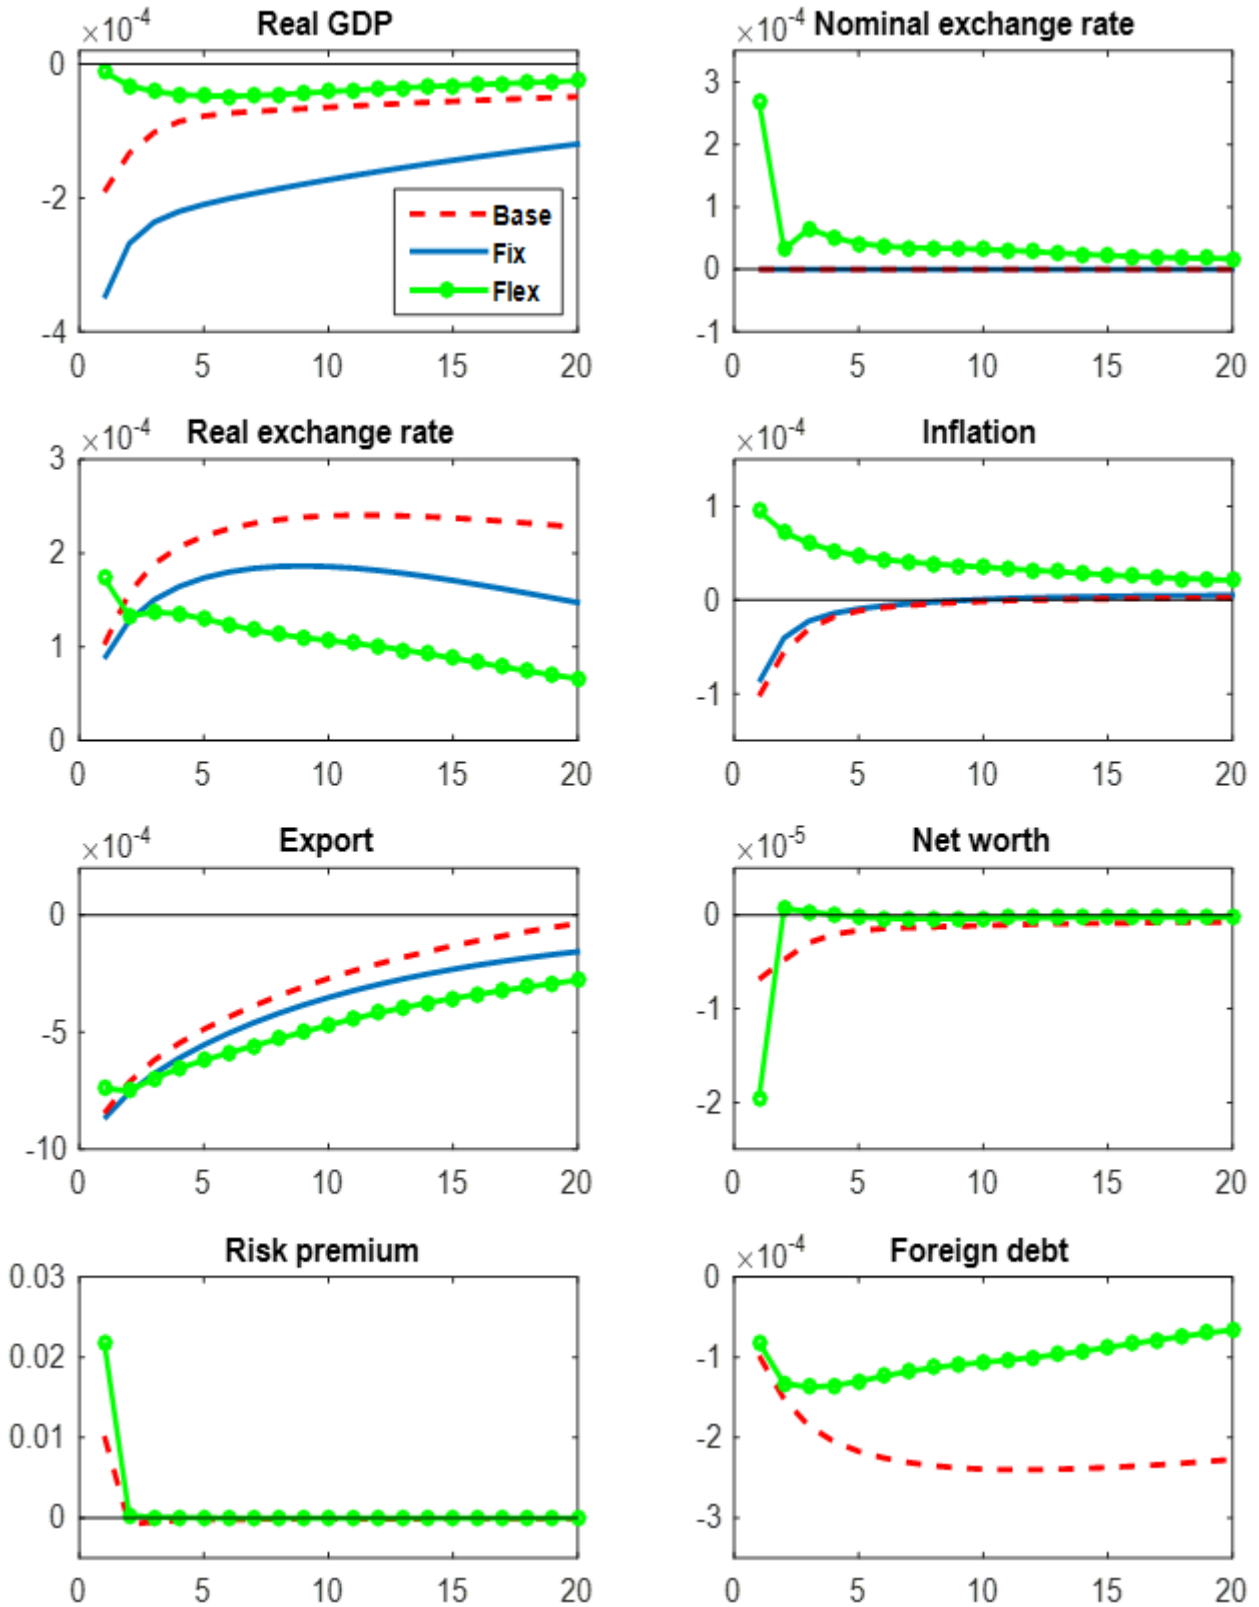 Real GDP
×10-4
0
-2
-4
0 5 10 15 20
Base
Fix
Flex
Nominal exchange rate
×10-4
3
2
1
0
-1
0 5 10 15 20
Real exchange rate
×10-4
3
2
1
0
0 5 10 15 20
Inflation
×10-4
1
0
-1
0 5 10 15 20
Export
×10-4
0
-5
-10
0 5 10 15 20
Net worth
×10-5
0
-1
-2
0 5 10 15 20
Risk premium
0.03
0.02
0.01
0
0 5 10 15 20
Foreign debt
×10-4
0
-1
-2
-3
0 5 10 15 20